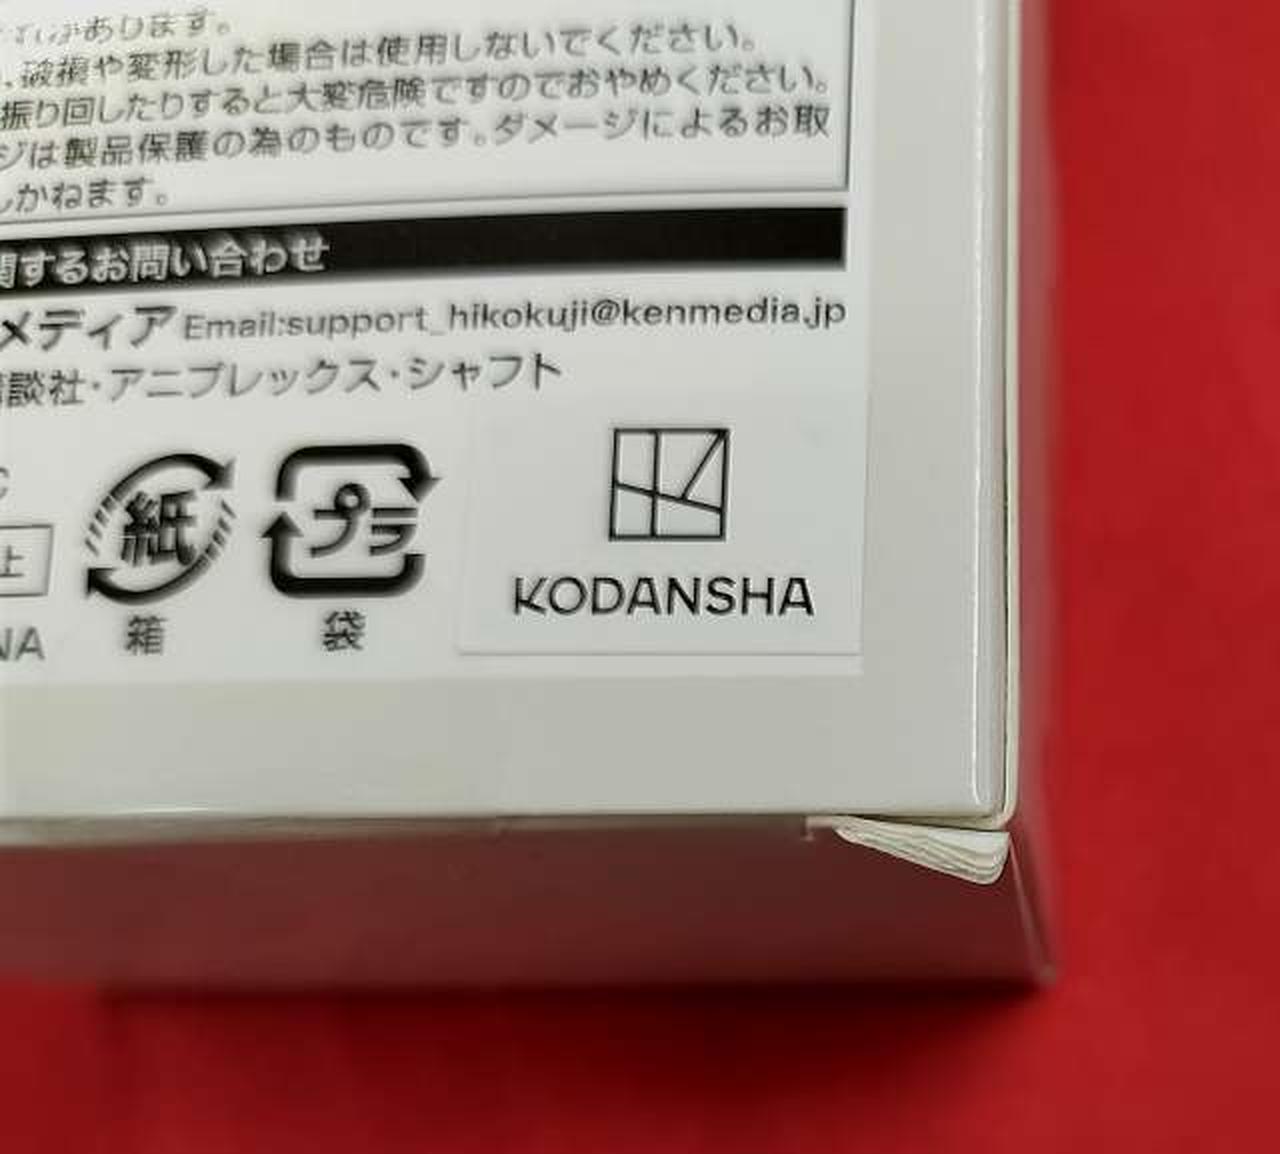 があります。
破損や変形した場合は使用しないでください。
振り回したりすると大変危険ですのでおやめください。
ジは製品保護の為のものです。ダメージによるお取
しかねます。
関するお問い合わせ
メディア Email:support_hikokuji@kenmedia.jp
講談社・アニプレックス・シャフト
C
紙
プラ
上
KODANSHA
箱
袋
NA